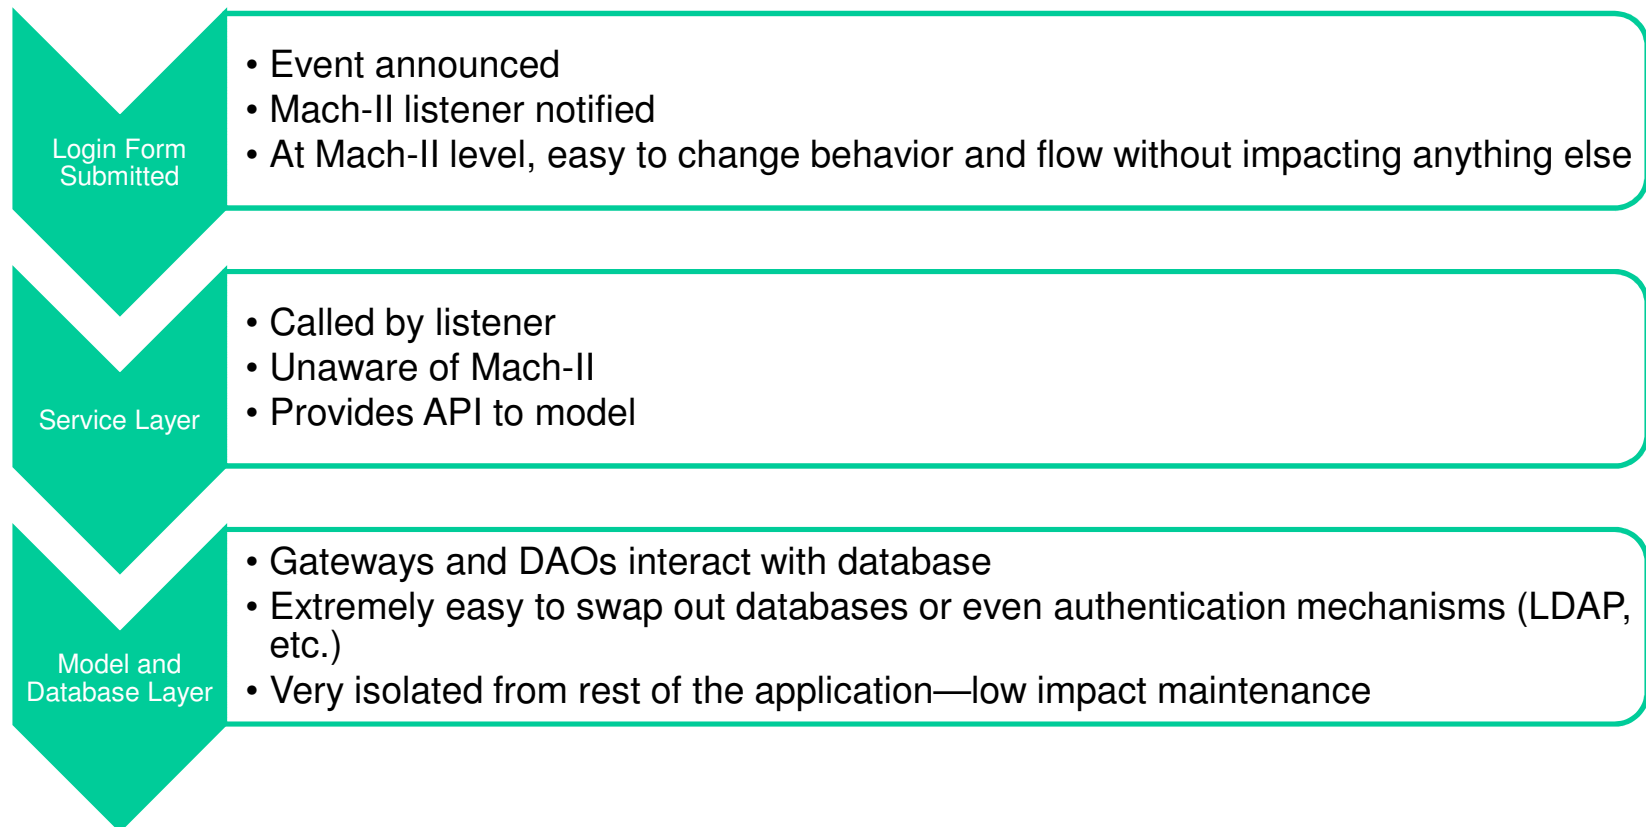 Login Form
Submitted
• Event announced
• Mach-II listener notified
• At Mach-II level, easy to change behavior and flow without impacting anything else
Service Layer
• Called by listener
• Unaware of Mach-II
• Provides API to model
Model and
Database Layer
• Gateways and DAOs interact with database
• Extremely easy to swap out databases or even authentication mechanisms (LDAP,
etc.)
• Very isolated from rest of the application—low impact maintenance